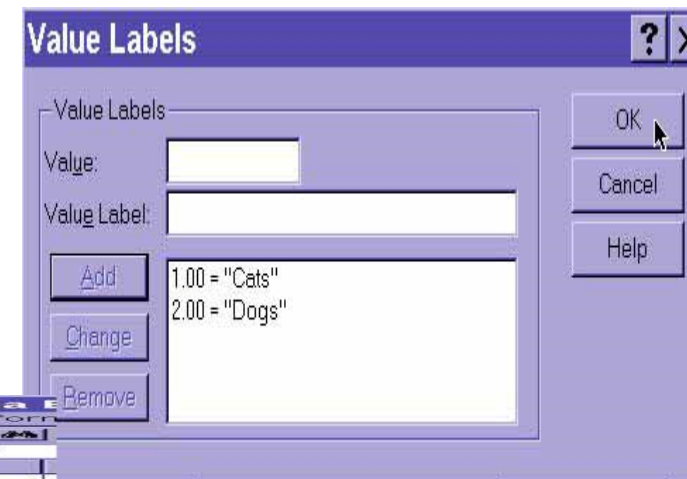 Value Labels
?
Value Labels
Value:
Value Label:
Add
1.00 = "Cats"
2.00 = "Dogs"
Change
Remove
OK
Cancel
Help